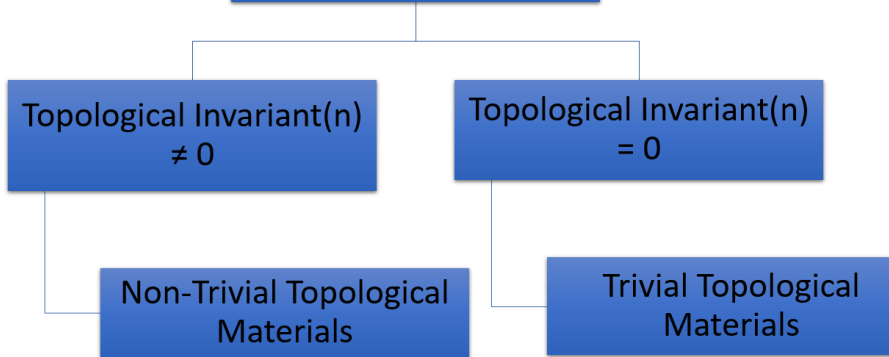 Topological Invariant(n)
≠ 0
Topological Invariant(n)
= 0
Non-Trivial Topological
Materials
Trivial Topological
Materials